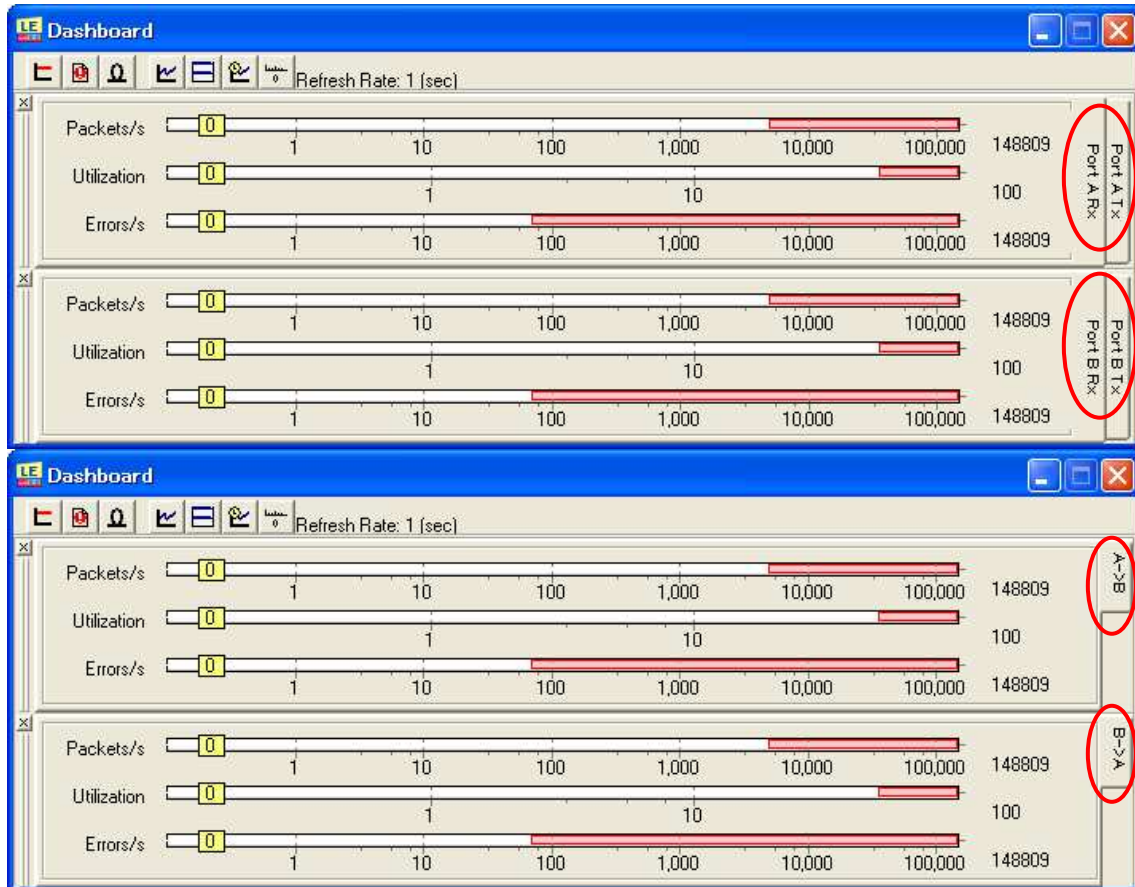 LE Dashboard
Refresh Rate: 1 (sec)
Packets/s 0 1 10 100 1,000 10,000 100,000 148809
Utilization 0 1 10 100
Errors/s 0 1 10 100 1,000 10,000 100,000 148809
Port A Tx
Port A Rx
Packets/s 0 1 10 100 1,000 10,000 100,000 148809
Utilization 0 1 10 100
Errors/s 0 1 10 100 1,000 10,000 100,000 148809
Port B Tx
Port B Rx
LE Dashboard
Refresh Rate: 1 (sec)
Packets/s 0 1 10 100 1,000 10,000 100,000 148809
Utilization 0 1 10 100
Errors/s 0 1 10 100 1,000 10,000 100,000 148809
A->B
Packets/s 0 1 10 100 1,000 10,000 100,000 148809
Utilization 0 1 10 100
Errors/s 0 1 10 100 1,000 10,000 100,000 148809
B->A